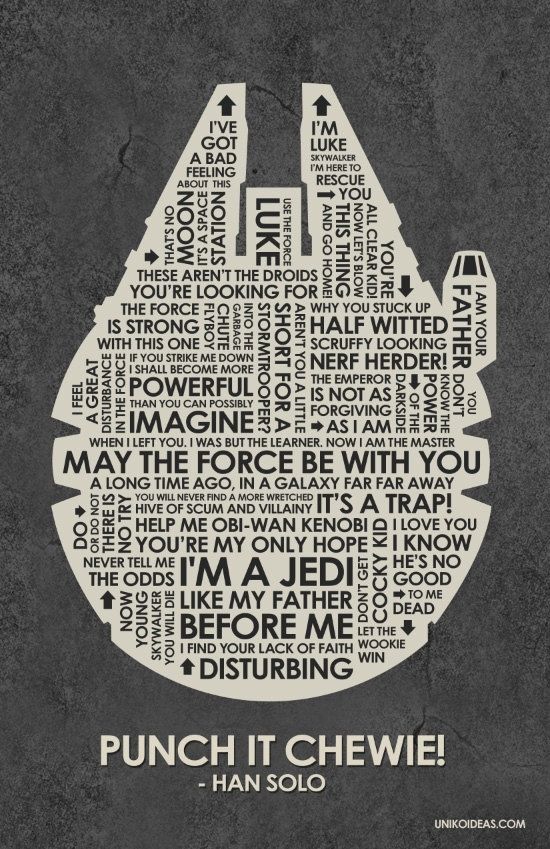 I'VE
GOT
A BAD
FEELING
ABOUT THIS
THAT'S NO
MOON
IT'S A SPACE
STATION
I'M
LUKE
SKYWALKER
I'M HERE TO
RESCUE
YOU
USE THE FORCE
LUKE
ALL CLEAR KID!
NOW LET'S BLOW
THIS THING
AND GO HOME!
THESE AREN'T THE DROIDS
YOU'RE LOOKING FOR
YOU'RE
THE FORCE
IS STRONG
WITH THIS ONE
INTO THE
GARBAGE
CHUTE
FLYBOY
AREN'T YOU A LITTLE
SHORT FOR A
STORMTROOPER?
WHY YOU STUCK UP
HALF WITTED
SCRUFFY LOOKING
NERF HERDER!
I AM YOUR
FATHER
I FEEL
A GREAT
DISTURBANCE
IN THE FORCE
IF YOU STRIKE ME DOWN
I SHALL BECOME MORE
POWERFUL
THAN YOU CAN POSSIBLY
IMAGINE
THE EMPEROR
IS NOT AS
FORGIVING
AS I AM
YOU
DON'T
KNOW THE
POWER
OF THE
DARKSIDE
WHEN I LEFT YOU. I WAS BUT THE LEARNER. NOW I AM THE MASTER
MAY THE FORCE BE WITH YOU
A LONG TIME AGO, IN A GALAXY FAR FAR AWAY
DO
OR DO NOT
THERE IS
NO TRY
YOU WILL NEVER FIND A MORE WRETCHED
HIVE OF SCUM AND VILLAINY
IT'S A TRAP!
HELP ME OBI-WAN KENOBI
YOU'RE MY ONLY HOPE
I LOVE YOU
I KNOW
NEVER TELL ME
THE ODDS
I'M A JEDI
LIKE MY FATHER
BEFORE ME
DON'T GET
COCKY KID
HE'S NO
GOOD
TO ME
DEAD
NOW
YOUNG
SKYWALKER
YOU WILL DIE
LET THE
WOOKIE
WIN
I FIND YOUR LACK OF FAITH
DISTURBING
PUNCH IT CHEWIE!
- HAN SOLO
UNIKOIDEAS.COM